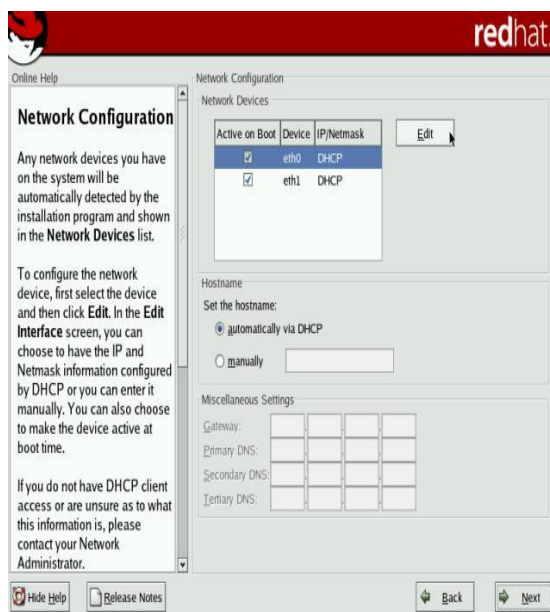 redhat.
Online Help
Network Configuration
Any network devices you have
on the system will be
automatically detected by the
installation program and shown
in the Network Devices list.
To configure the network
device, first select the device
and then click Edit. In the Edit
Interface screen, you can
choose to have the IP and
Netmask information configured
by DHCP or you can enter it
manually. You can also choose
to make the device active at
boot time.
If you do not have DHCP client
access or are unsure as to what
this information is, please
contact your Network
Administrator.
Network Configuration
Network Devices
Active on Boot Device IP/Netmask
eth0 DHCP
eth1 DHCP
Edit
Hostname
Set the hostname:
automatically via DHCP
manually
Miscellaneous Settings
Gateway:
Primary DNS:
Secondary DNS:
Tertiary DNS:
Hide Help
Release Notes
Back
Next